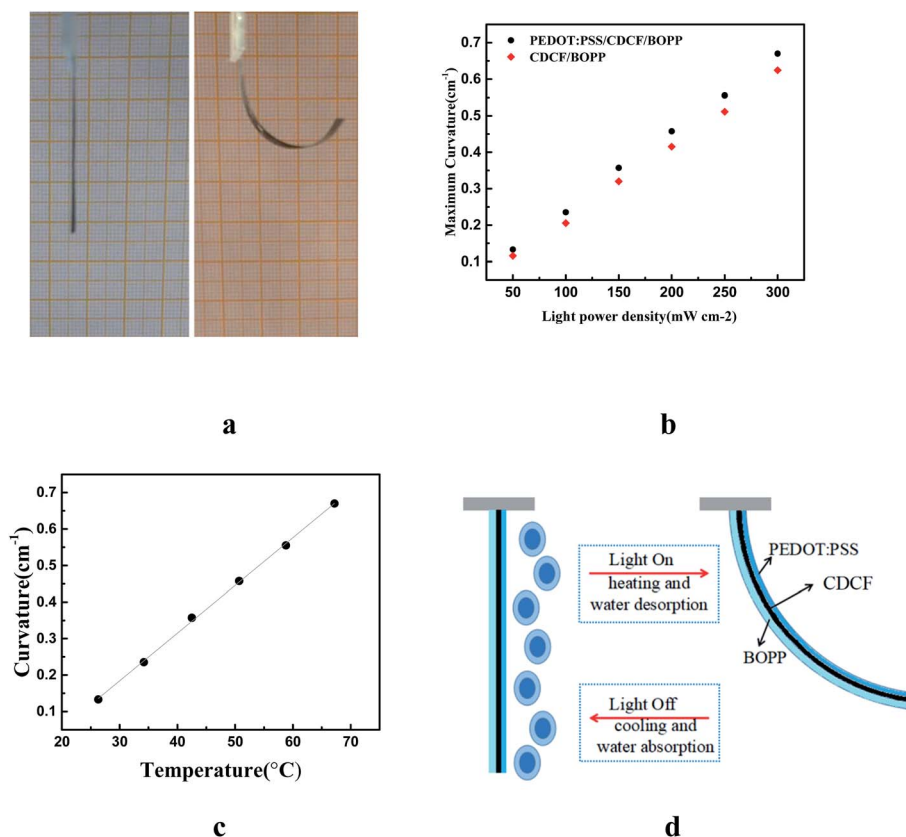 PEDOT:PSS/CDCF/BOPP
CDCF/BOPP
0.7
0.6
0.5
0.4
0.3
0.2
0.1
Maximum Curvature(cm-1)
50 100 150 200 250 300
Light power density(mW cm-2)
a
b
0.7
0.6
0.5
0.4
0.3
0.2
0.1
Curvature(cm-1)
20 30 40 50 60 70
Temperature(°C)
Light On
heating and
water desorption
Light Off
cooling and
water absorption
PEDOT:PSS
CDCF
BOPP
c
d